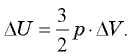 ΔU = 3/2 p · ΔV.